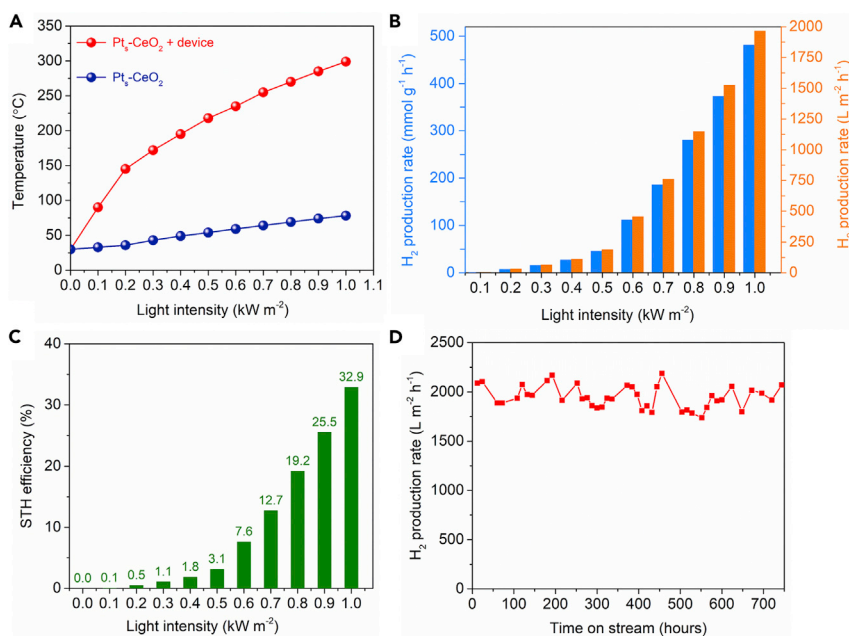 A
Pts-CeO2 + device
Pts-CeO2
Temperature (°C)
350
300
250
200
150
100
50
0
0.0 0.1 0.2 0.3 0.4 0.5 0.6 0.7 0.8 0.9 1.0 1.1
Light intensity (kW m-2)
B
H2 production rate (mmol g-1 h-1)
500
400
300
200
100
0
2000
1750
1500
1250
1000
750
500
250
0
H2 production rate (L m-2 h-1)
0.1 0.2 0.3 0.4 0.5 0.6 0.7 0.8 0.9 1.0
Light intensity (kW m-2)
C
STH efficiency (%)
40
30
20
10
0
0.0 0.1 0.5 1.1 1.8 3.1 7.6 12.7 19.2 25.5 32.9
0.0 0.1 0.2 0.3 0.4 0.5 0.6 0.7 0.8 0.9 1.0
Light intensity (kW m-2)
D
H2 production rate (L m-2 h-1)
2500
2000
1500
1000
500
0
0 100 200 300 400 500 600 700
Time on stream (hours)